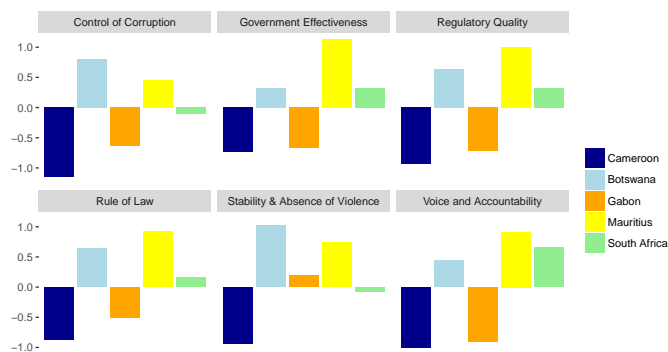 Control of Corruption
Government Effectiveness
Regulatory Quality
1.0
0.5
0.0
−0.5
−1.0
Rule of Law
Stability & Absence of Violence
Voice and Accountability
1.0
0.5
0.0
−0.5
−1.0
Cameroon
Botswana
Gabon
Mauritius
South Africa